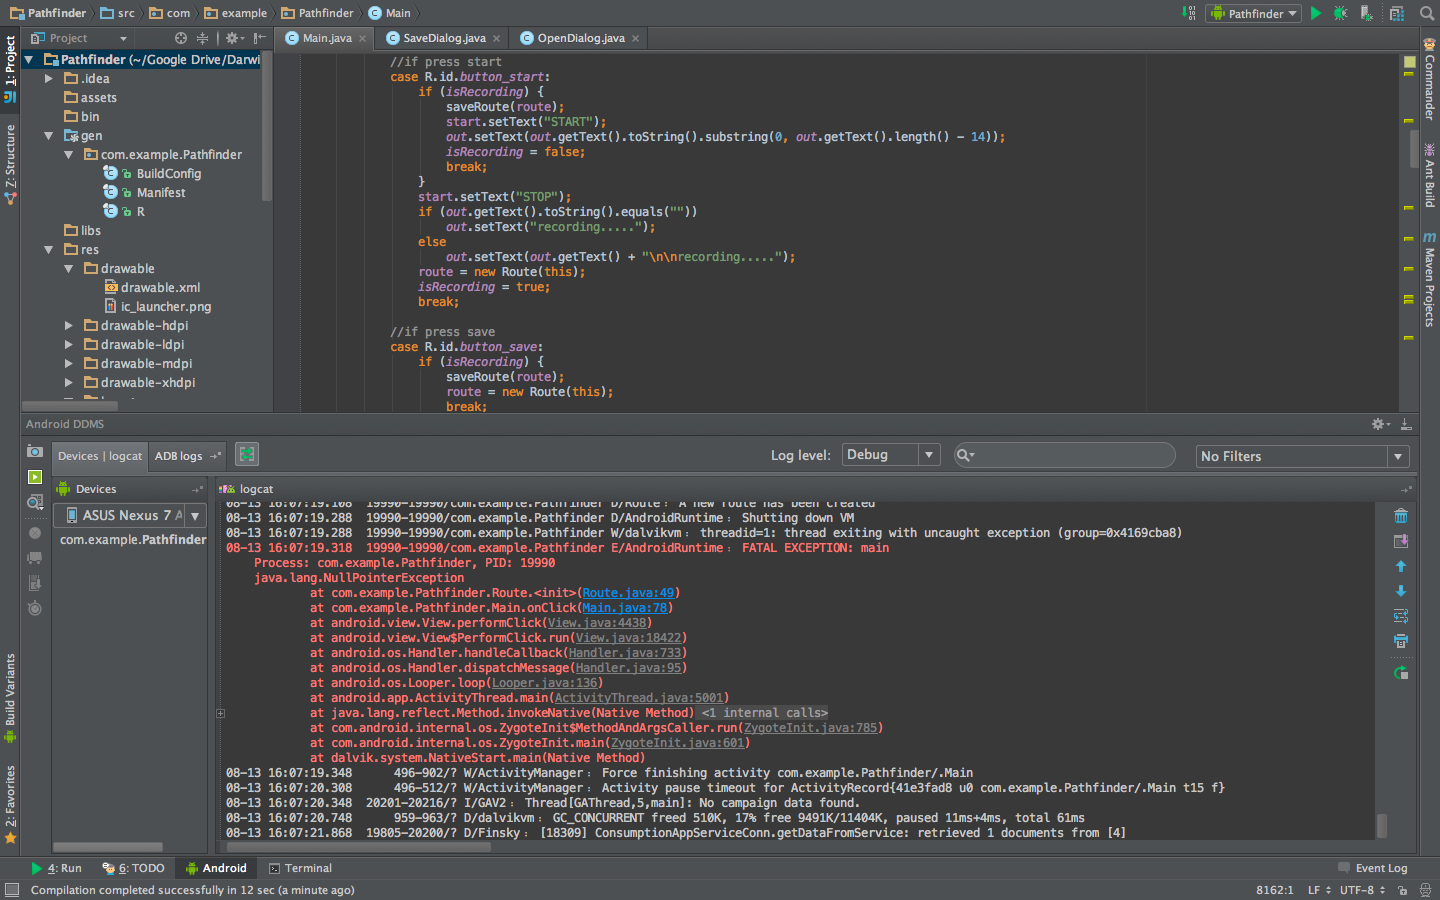 Pathfinder src com example Pathfinder Main
Pathfinder
Project
Main.java SaveDialog.java OpenDialog.java
1: Project
7: Structure
Build Variants
2: Favorites
Pathfinder (~/Google Drive/Darwi
.idea
assets
bin
gen
com.example.Pathfinder
BuildConfig
Manifest
R
libs
res
drawable
drawable.xml
ic_launcher.png
drawable-hdpi
drawable-ldpi
drawable-mdpi
drawable-xhdpi
//if press start
case R.id.button_start:
if (isRecording) {
saveRoute(route);
start.setText("START");
out.setText(out.getText().toString().substring(0, out.getText().length() - 14));
isRecording = false;
break;
}
start.setText("STOP");
if (out.getText().toString().equals(""))
out.setText("recording.....");
else
out.setText(out.getText() + "\n\nrecording.....");
route = new Route(this);
isRecording = true;
break;
//if press save
case R.id.button_save:
if (isRecording) {
saveRoute(route);
route = new Route(this);
break;
Commander
Ant Build
Maven Projects
Android DDMS
Devices | logcat ADB logs
Log level: Debug No Filters
Devices
ASUS Nexus 7 A
com.example.Pathfinder
logcat
08-13 16:07:19.108 19990-19990/com.example.Pathfinder D/Route﹕ A new route has been created
08-13 16:07:19.288 19990-19990/com.example.Pathfinder D/AndroidRuntime﹕ Shutting down VM
08-13 16:07:19.288 19990-19990/com.example.Pathfinder W/dalvikvm﹕ threadid=1: thread exiting with uncaught exception (group=0x4169cba8)
08-13 16:07:19.318 19990-19990/com.example.Pathfinder E/AndroidRuntime﹕ FATAL EXCEPTION: main
Process: com.example.Pathfinder, PID: 19990
java.lang.NullPointerException
at com.example.Pathfinder.Route.<init>(Route.java:49)
at com.example.Pathfinder.Main.onClick(Main.java:78)
at android.view.View.performClick(View.java:4438)
at android.view.View$PerformClick.run(View.java:18422)
at android.os.Handler.handleCallback(Handler.java:733)
at android.os.Handler.dispatchMessage(Handler.java:95)
at android.os.Looper.loop(Looper.java:136)
at android.app.ActivityThread.main(ActivityThread.java:5001)
at java.lang.reflect.Method.invokeNative(Native Method) <1 internal calls>
at com.android.internal.os.ZygoteInit$MethodAndArgsCaller.run(ZygoteInit.java:785)
at com.android.internal.os.ZygoteInit.main(ZygoteInit.java:601)
at dalvik.system.NativeStart.main(Native Method)
08-13 16:07:19.348 496-902/? W/ActivityManager﹕ Force finishing activity com.example.Pathfinder/.Main
08-13 16:07:20.308 496-512/? W/ActivityManager﹕ Activity pause timeout for ActivityRecord{41e3fad8 u0 com.example.Pathfinder/.Main t15 f}
08-13 16:07:20.348 20201-20216/? I/GAV2﹕ Thread[GAThread,5,main]: No campaign data found.
08-13 16:07:20.748 959-963/? D/dalvikvm﹕ GC_CONCURRENT freed 510K, 17% free 9491K/11404K, paused 11ms+4ms, total 61ms
08-13 16:07:21.868 19805-20200/? D/Finsky﹕ [18309] ConsumptionAppServiceConn.getDataFromService: retrieved 1 documents from [4]
4: Run 6: TODO Android Terminal Event Log
Compilation completed successfully in 12 sec (a minute ago) 8162:1 LF UTF-8